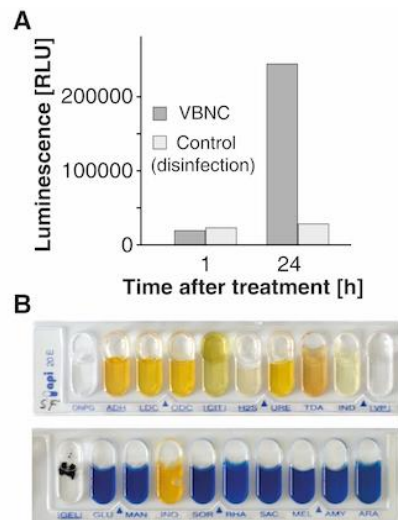 A
Luminescence [RLU]
200000
100000
0
VBNC
Control
(disinfection)
1
24
Time after treatment [h]
B
api
20 E
S.F
ONPG ADH LDC ODC |CIT| H2S URE TDA IND |VP|
|GEL| GLU MAN INO SOR RHA SAC MEL AMY ARA